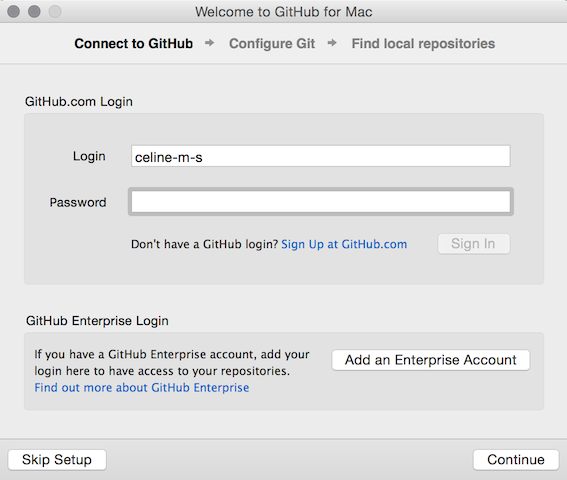 Welcome to GitHub for Mac
Connect to GitHub → Configure Git → Find local repositories
GitHub.com Login
Login celine-m-s
Password
Don't have a GitHub login? Sign Up at GitHub.com Sign In
GitHub Enterprise Login
If you have a GitHub Enterprise account, add your
login here to have access to your repositories.
Find out more about GitHub Enterprise
Add an Enterprise Account
Skip Setup Continue